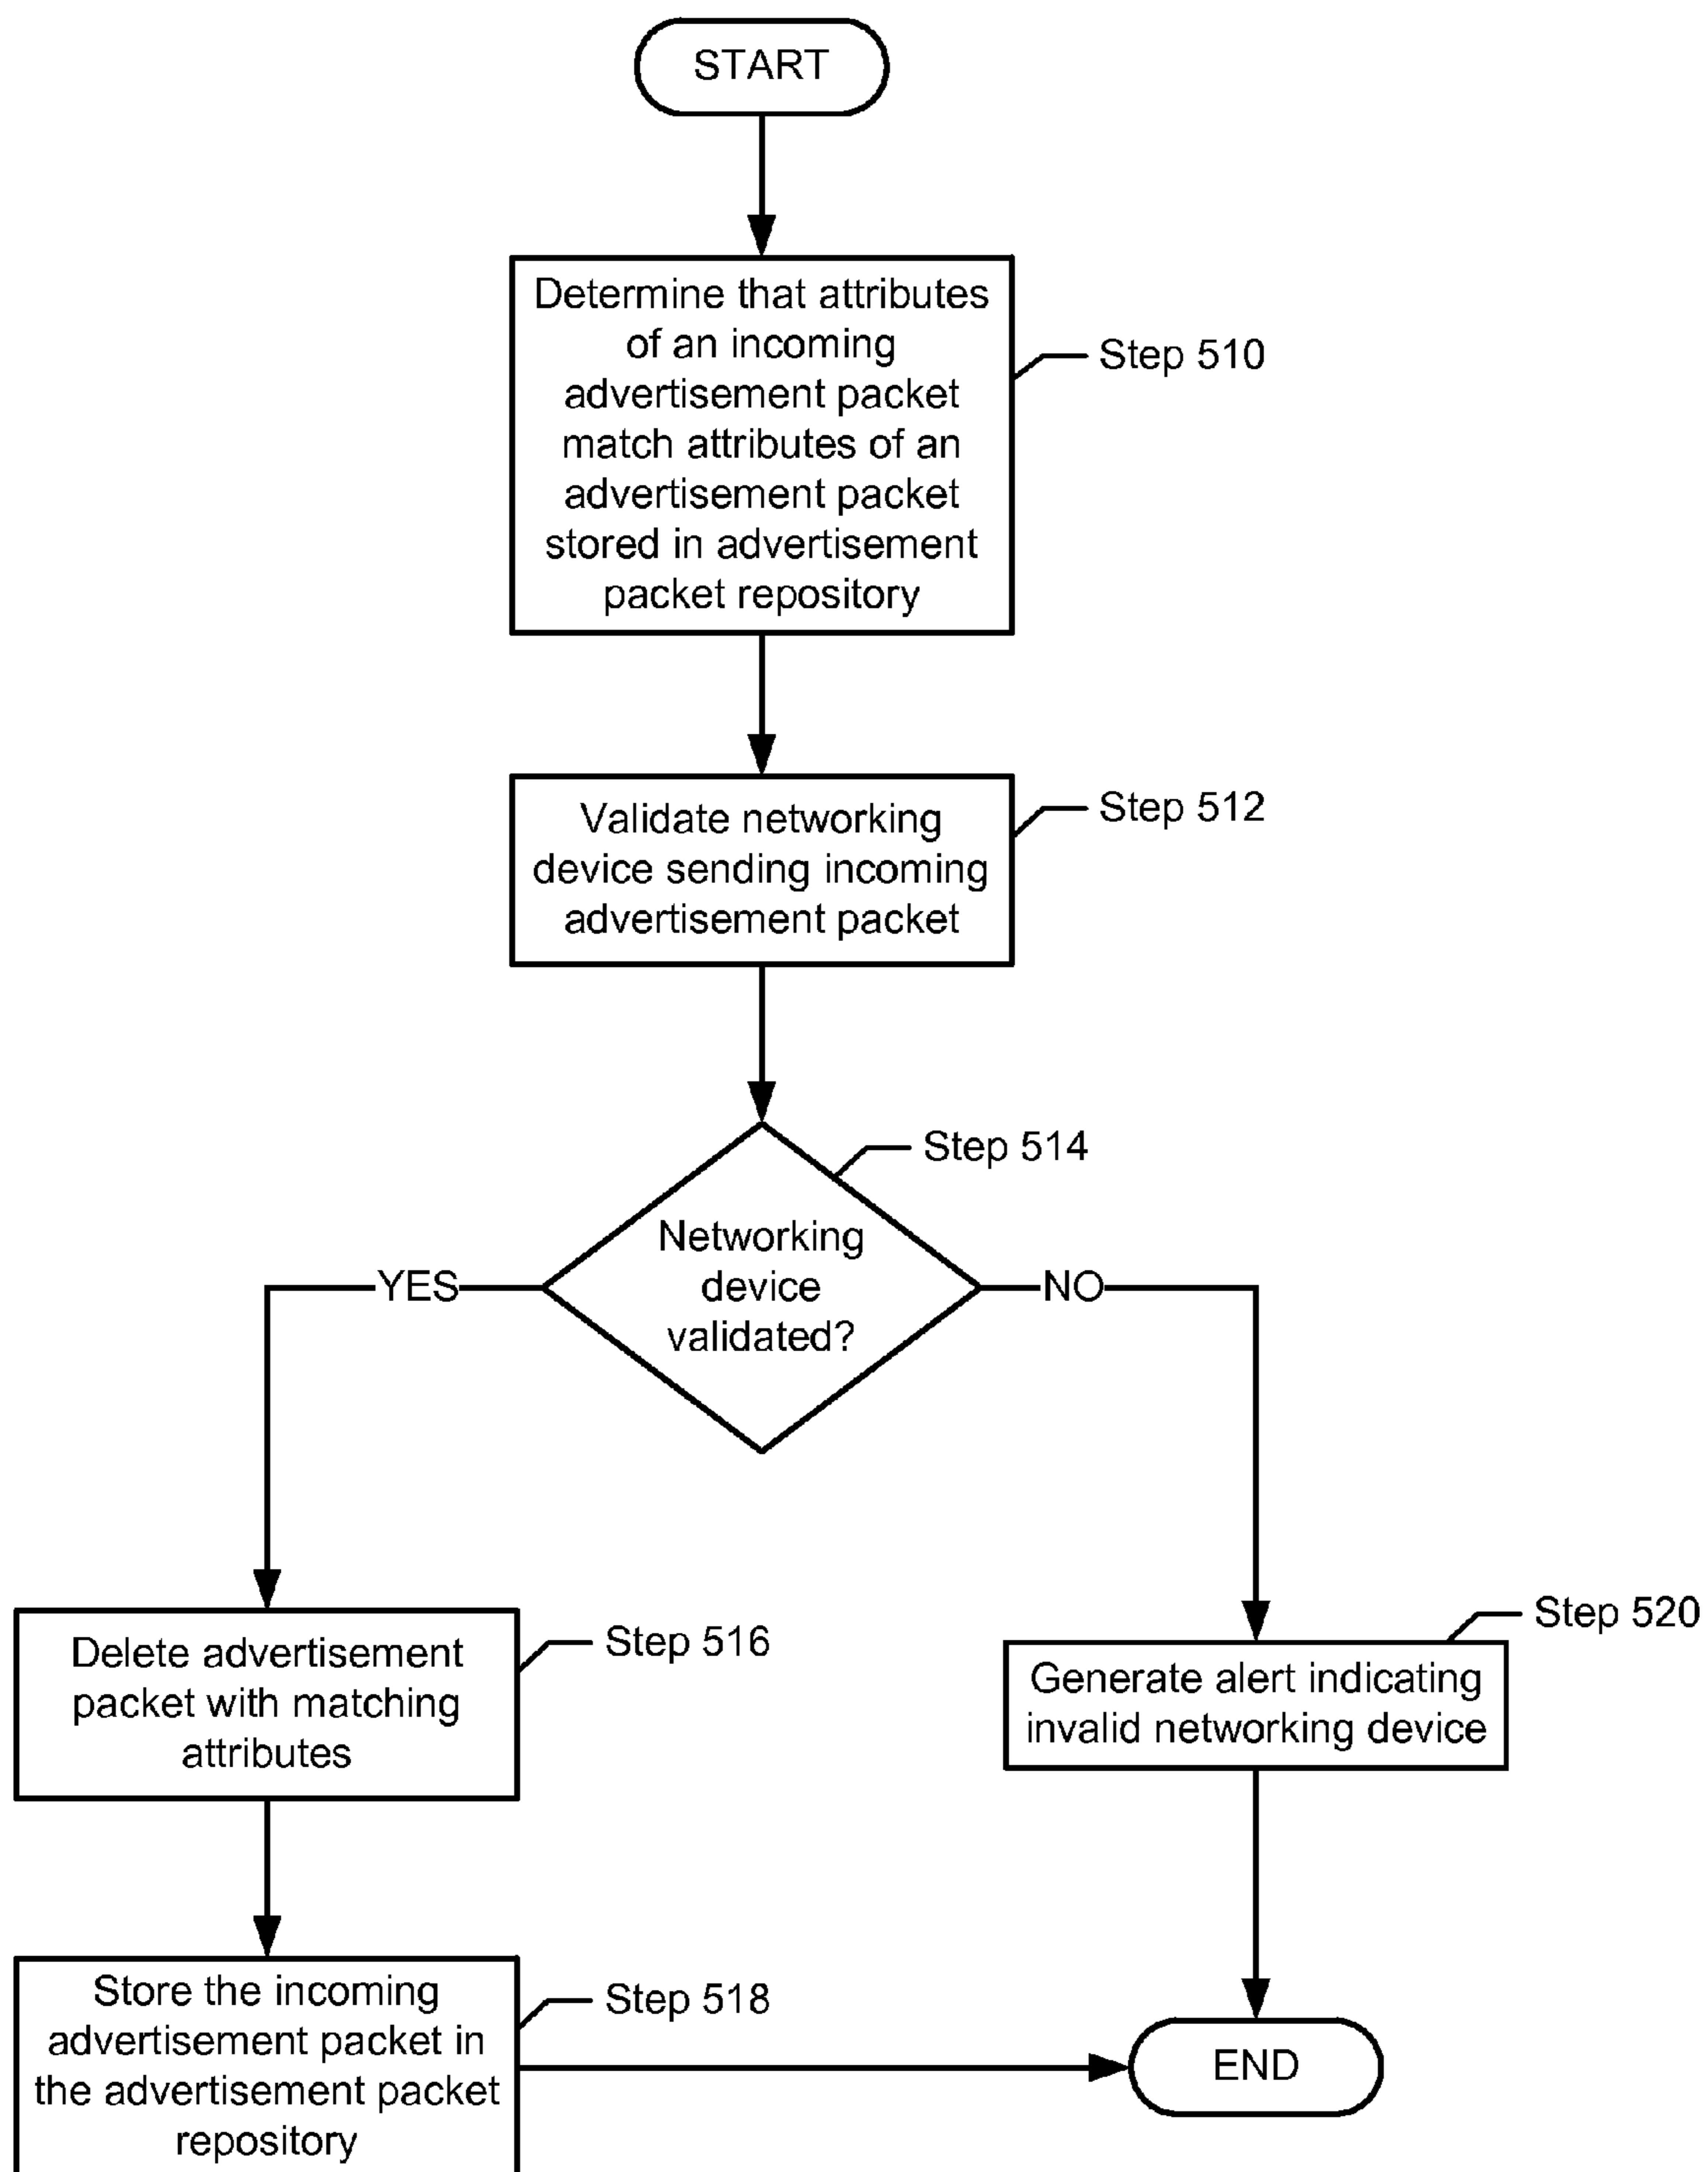 START
Determine that attributes
of an incoming
advertisement packet
match attributes of an
advertisement packet
stored in advertisement
packet repository
Step 510
Validate networking
device sending incoming
advertisement packet
Step 512
Step 514
Networking
device
validated?
YES
NO
Delete advertisement
packet with matching
attributes
Step 516
Step 520
Generate alert indicating
invalid networking device
Store the incoming
advertisement packet in
the advertisement packet
repository
Step 518
END